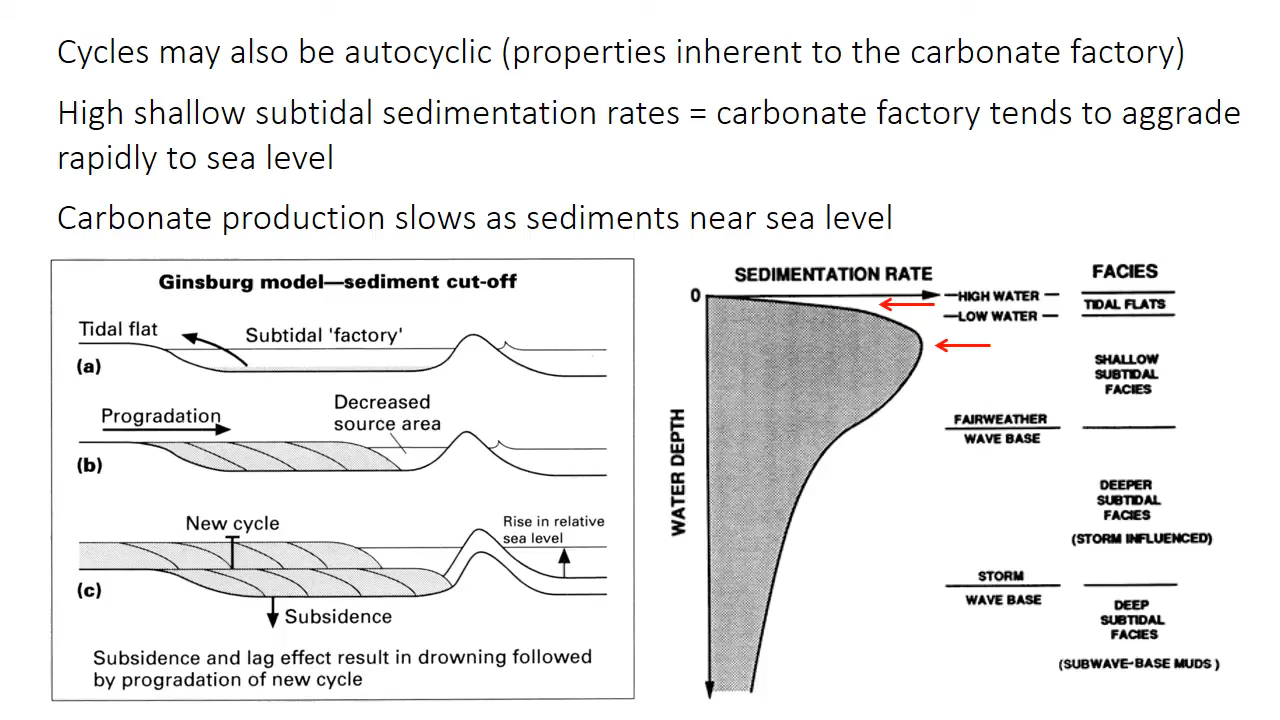 Cycles may also be autocyclic (properties inherent to the carbonate factory)
High shallow subtidal sedimentation rates = carbonate factory tends to aggrade
rapidly to sea level
Carbonate production slows as sediments near sea level
Ginsburg model—sediment cut-off
Tidal flat
Subtidal 'factory'
(a)
Progradation
Decreased
source area
(b)
New cycle
Rise in relative
sea level
(c)
Subsidence
Subsidence and lag effect result in drowning followed
by progradation of new cycle
SEDIMENTATION RATE
FACIES
0
HIGH WATER
TIDAL FLATS
LOW WATER
SHALLOW
SUBTIDAL
FACIES
FAIRWEATHER
WAVE BASE
WATER DEPTH
DEEPER
SUBTIDAL
FACIES
(STORM INFLUENCED)
STORM
WAVE BASE
DEEP
SUBTIDAL
FACIES
(SUBWAVE-BASE MUDS)